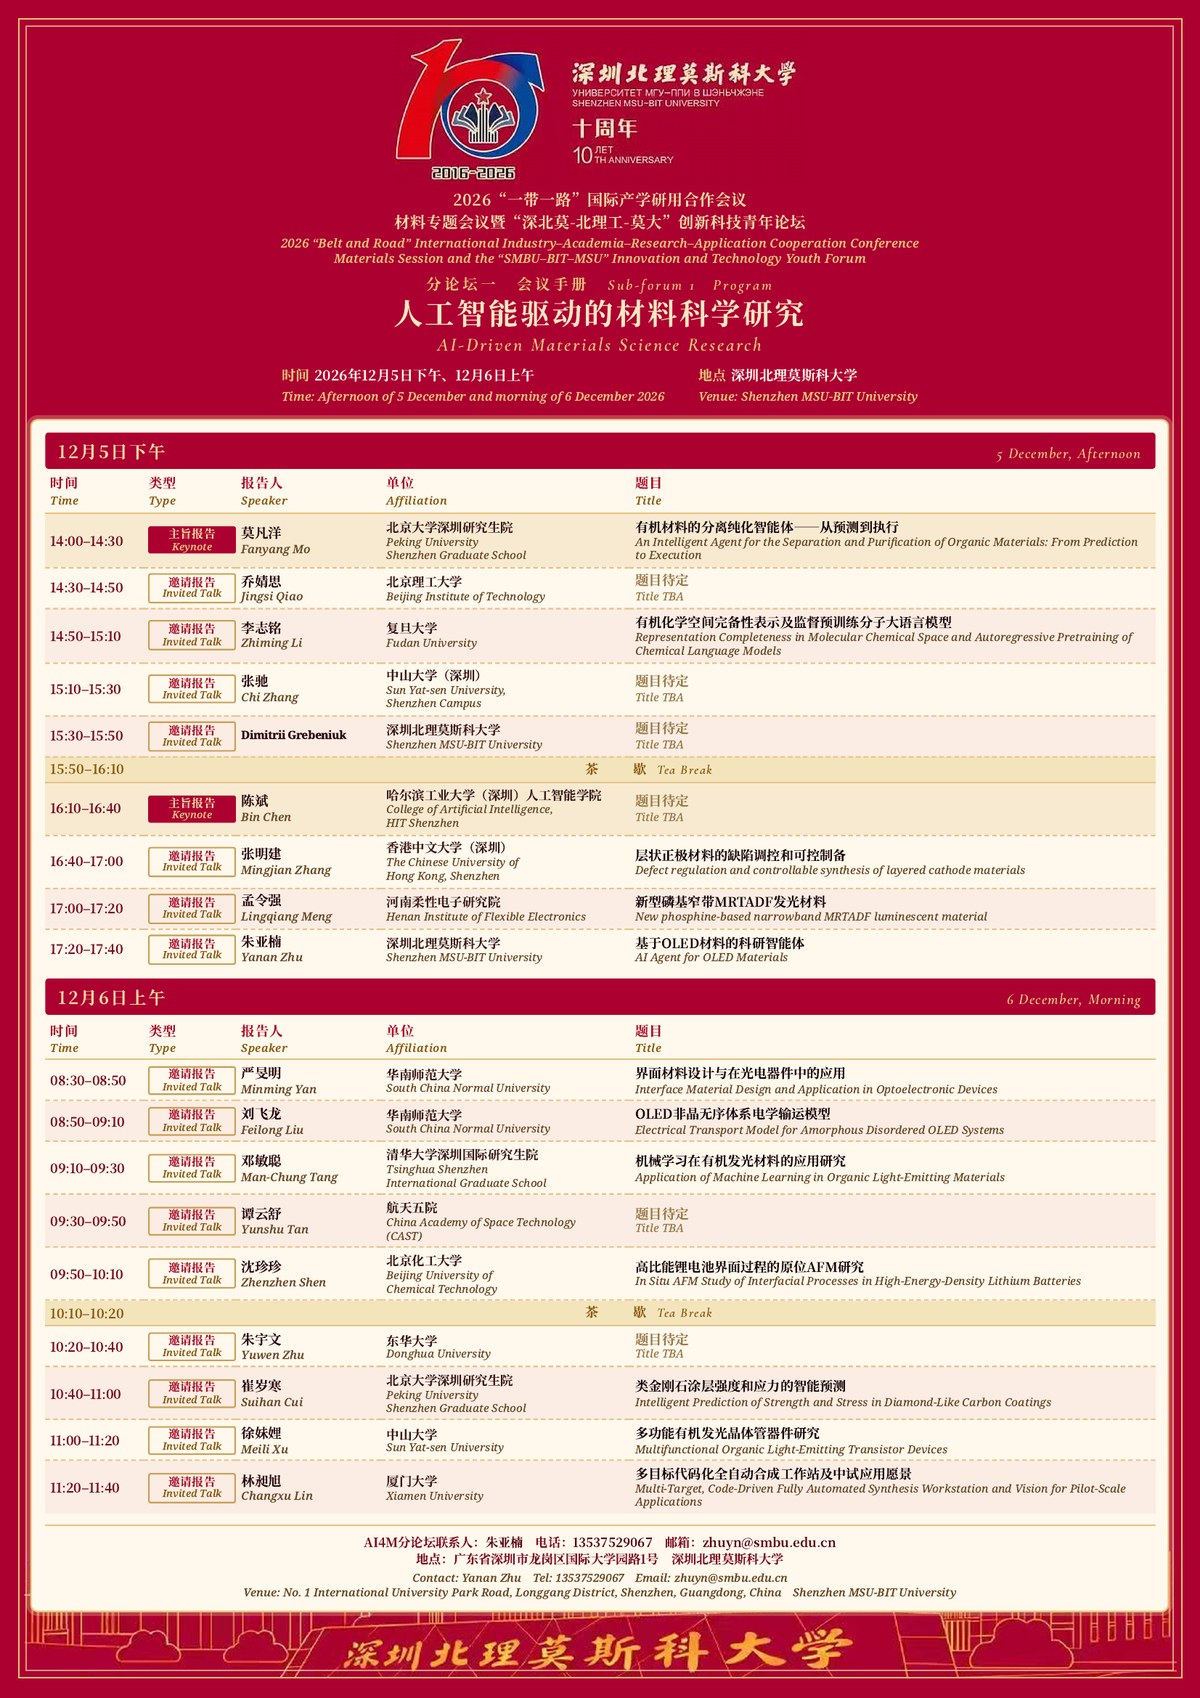 深圳北理莫斯科大学
УНИВЕРСИТЕТ МГУ-ППИ В ШЭНЬЧЖЭНЕ
SHENZHEN MSU-BIT UNIVERSITY
十周年
10 ЛЕТ
TH ANNIVERSARY
2016-2026
2026“一带一路”国际产学研用合作会议
材料专题会议暨“深北莫-北理工-莫大”创新科技青年论坛
2026 “Belt and Road” International Industry–Academia–Research–Application Cooperation Conference
Materials Session and the “SMBU–BIT–MSU” Innovation and Technology Youth Forum
分论坛一 会议手册 Sub-forum 1 Program
人工智能驱动的材料科学研究
AI-Driven Materials Science Research
时间 2026年12月5日下午、12月6日上午 地点 深圳北理莫斯科大学
Time: Afternoon of 5 December and morning of 6 December 2026 Venue: Shenzhen MSU-BIT University
12月5日下午 5 December, Afternoon
时间 类型 报告人 单位 题目
Time Type Speaker Affiliation Title
14:00–14:30 主旨报告 莫凡洋 北京大学深圳研究生院 有机材料的分离纯化智能体——从预测到执行
Keynote Fanyang Mo Peking University An Intelligent Agent for the Separation and Purification of Organic Materials: From Prediction
Shenzhen Graduate School to Execution
14:30–14:50 邀请报告 乔婧思 北京理工大学 题目待定
Invited Talk Jingsi Qiao Beijing Institute of Technology Title TBA
14:50–15:10 邀请报告 李志铭 复旦大学 有机化学空间完备性表示及监督预训练分子大语言模型
Invited Talk Zhiming Li Fudan University Representation Completeness in Molecular Chemical Space and Autoregressive Pretraining of
Chemical Language Models
15:10–15:30 邀请报告 张驰 中山大学（深圳） 题目待定
Invited Talk Chi Zhang Sun Yat-sen University, Title TBA
Shenzhen Campus
15:30–15:50 邀请报告 Dimitrii Grebeniuk 深圳北理莫斯科大学 题目待定
Invited Talk Shenzhen MSU-BIT University Title TBA
15:50–16:10 茶 歇 Tea Break
16:10–16:40 主旨报告 陈斌 哈尔滨工业大学（深圳）人工智能学院 题目待定
Keynote Bin Chen College of Artificial Intelligence, Title TBA
HIT Shenzhen
16:40–17:00 邀请报告 张明建 香港中文大学（深圳） 层状正极材料的缺陷调控和可控制备
Invited Talk Mingjian Zhang The Chinese University of Defect regulation and controllable synthesis of layered cathode materials
Hong Kong, Shenzhen
17:00–17:20 邀请报告 孟令强 河南柔性电子研究院 新型磷基窄带MRTADF发光材料
Invited Talk Lingqiang Meng Henan Institute of Flexible Electronics New phosphine-based narrowband MRTADF luminescent material
17:20–17:40 邀请报告 朱亚楠 深圳北理莫斯科大学 基于OLED材料的科研智能体
Invited Talk Yanan Zhu Shenzhen MSU-BIT University AI Agent for OLED Materials
12月6日上午 6 December, Morning
时间 类型 报告人 单位 题目
Time Type Speaker Affiliation Title
08:30–08:50 邀请报告 严旻明 华南师范大学 界面材料设计与在光电器件中的应用
Invited Talk Minming Yan South China Normal University Interface Material Design and Application in Optoelectronic Devices
08:50–09:10 邀请报告 刘飞龙 华南师范大学 OLED非晶无序体系电学输运模型
Invited Talk Feilong Liu South China Normal University Electrical Transport Model for Amorphous Disordered OLED Systems
09:10–09:30 邀请报告 邓敏聪 清华大学深圳国际研究生院 机械学习在有机发光材料的应用研究
Invited Talk Man-Chung Tang Tsinghua Shenzhen Application of Machine Learning in Organic Light-Emitting Materials
International Graduate School
09:30–09:50 邀请报告 谭云舒 航天五院 题目待定
Invited Talk Yunshu Tan China Academy of Space Technology Title TBA
(CAST)
09:50–10:10 邀请报告 沈珍珍 北京化工大学 高比能锂电池界面过程的原位AFM研究
Invited Talk Zhenzhen Shen Beijing University of In Situ AFM Study of Interfacial Processes in High-Energy-Density Lithium Batteries
Chemical Technology
10:10–10:20 茶 歇 Tea Break
10:20–10:40 邀请报告 朱宇文 东华大学 题目待定
Invited Talk Yuwen Zhu Donghua University Title TBA
10:40–11:00 邀请报告 崔岁寒 北京大学深圳研究生院 类金刚石涂层强度和应力的智能预测
Invited Talk Suihan Cui Peking University Intelligent Prediction of Strength and Stress in Diamond-Like Carbon Coatings
Shenzhen Graduate School
11:00–11:20 邀请报告 徐妹娌 中山大学 多功能有机发光晶体管器件研究
Invited Talk Meili Xu Sun Yat-sen University Multifunctional Organic Light-Emitting Transistor Devices
11:20–11:40 邀请报告 林昶旭 厦门大学 多目标代码化全自动合成工作站及中试应用愿景
Invited Talk Changxu Lin Xiamen University Multi-Target, Code-Driven Fully Automated Synthesis Workstation and Vision for Pilot-Scale
Applications
AI4M分论坛联系人：朱亚楠 电话：13537529067 邮箱：zhuyn@smbu.edu.cn
地点：广东省深圳市龙岗区国际大学园路1号 深圳北理莫斯科大学
Contact: Yanan Zhu Tel: 13537529067 Email: zhuyn@smbu.edu.cn
Venue: No. 1 International University Park Road, Longgang District, Shenzhen, Guangdong, China Shenzhen MSU-BIT University
深圳北理莫斯科大学